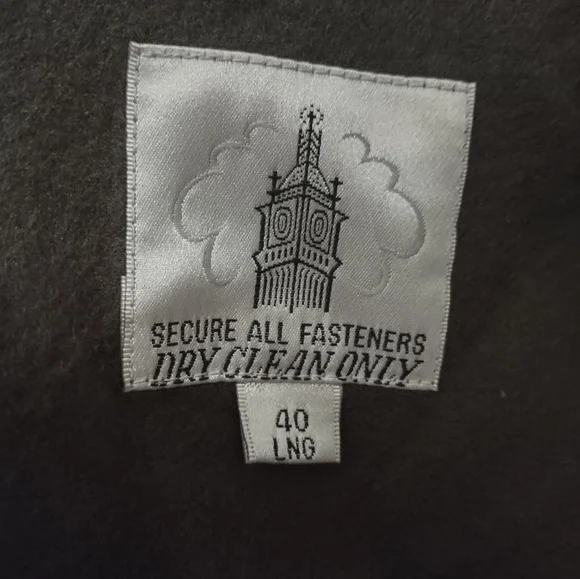 SECURE ALL FASTENERS
DRY CLEAN ONLY
40
LNG